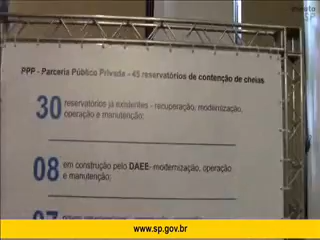 PPP - Parceria Público Privada - 45 reservatórios de contenção de cheias
30 reservatórios já existentes - recuperação, modernização,
operação e manutenção;
08 em construção pelo DAEE- modernização, operação
e manutenção;
07
www.sp.gov.br